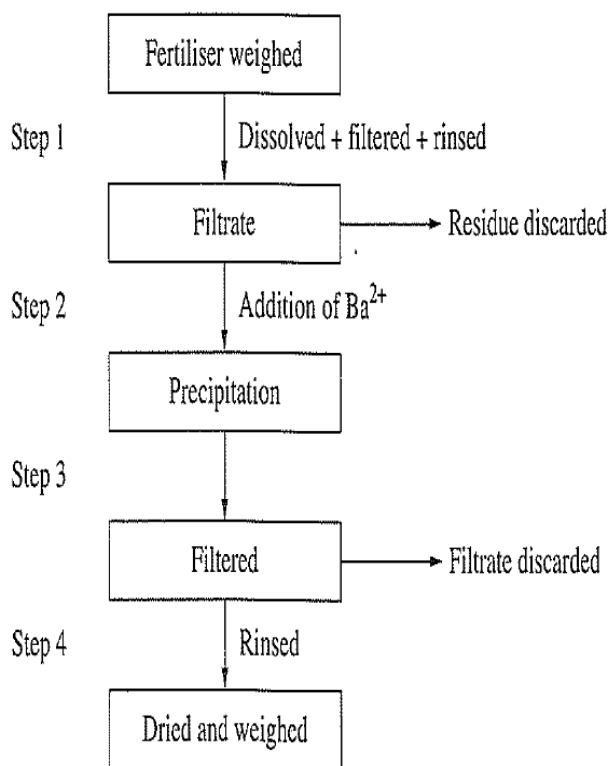 Fertiliser weighed
Step 1
Dissolved + filtered + rinsed
Filtrate
Residue discarded
Step 2
Addition of Ba²⁺
Precipitation
Step 3
Filtered
Filtrate discarded
Step 4
Rinsed
Dried and weighed